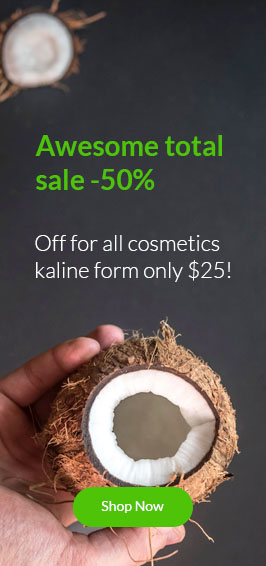 Awesome total
sale -50%
Off for all cosmetics
kaline form only $25!
Shop Now